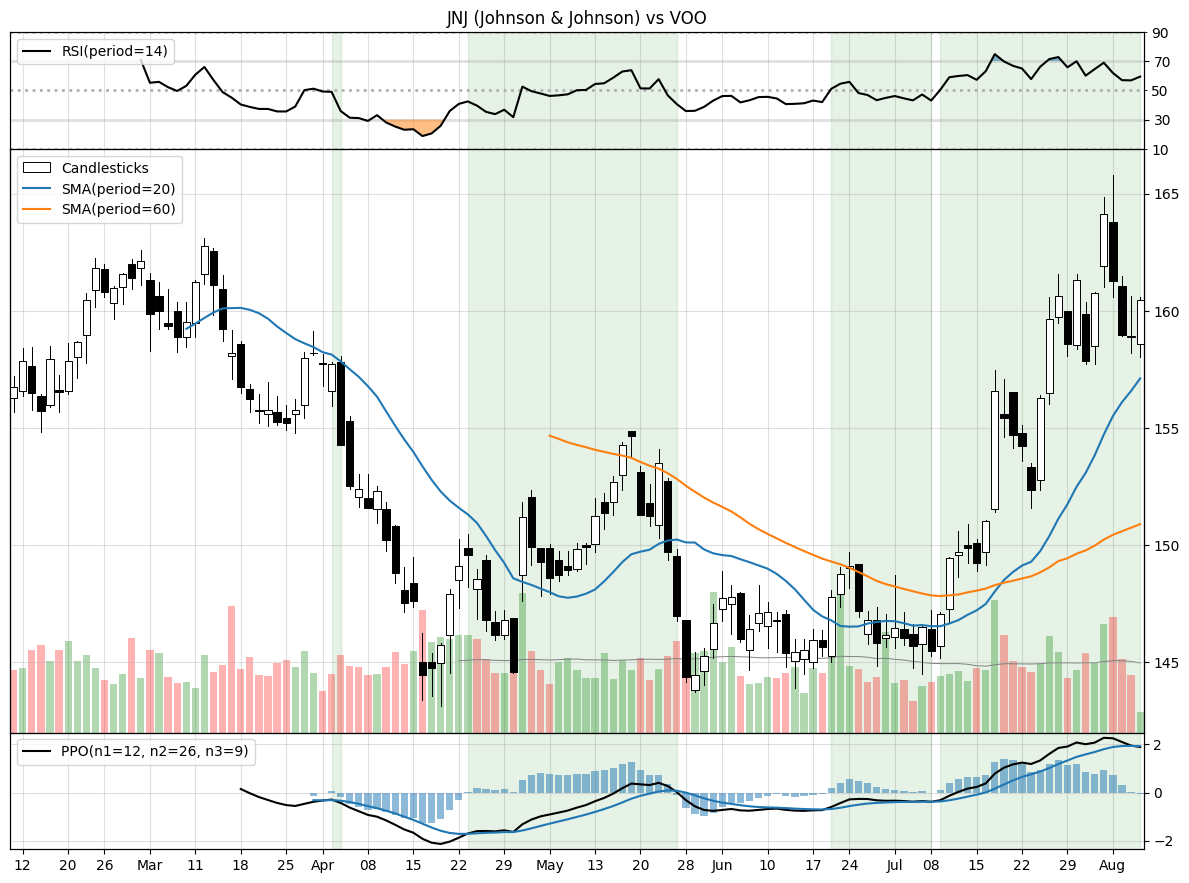 JNJ (Johnson & Johnson) vs VOO
RSI(period=14)
90
70
50
30
10
Candlesticks
SMA(period=20)
SMA(period=60)
165
160
155
150
145
PPO(n1=12, n2=26, n3=9)
2
0
−2
12 20 26 Mar 11 18 25 Apr 08 15 22 29 May 13 20 28 Jun 10 17 24 Jul 08 15 22 29 Aug